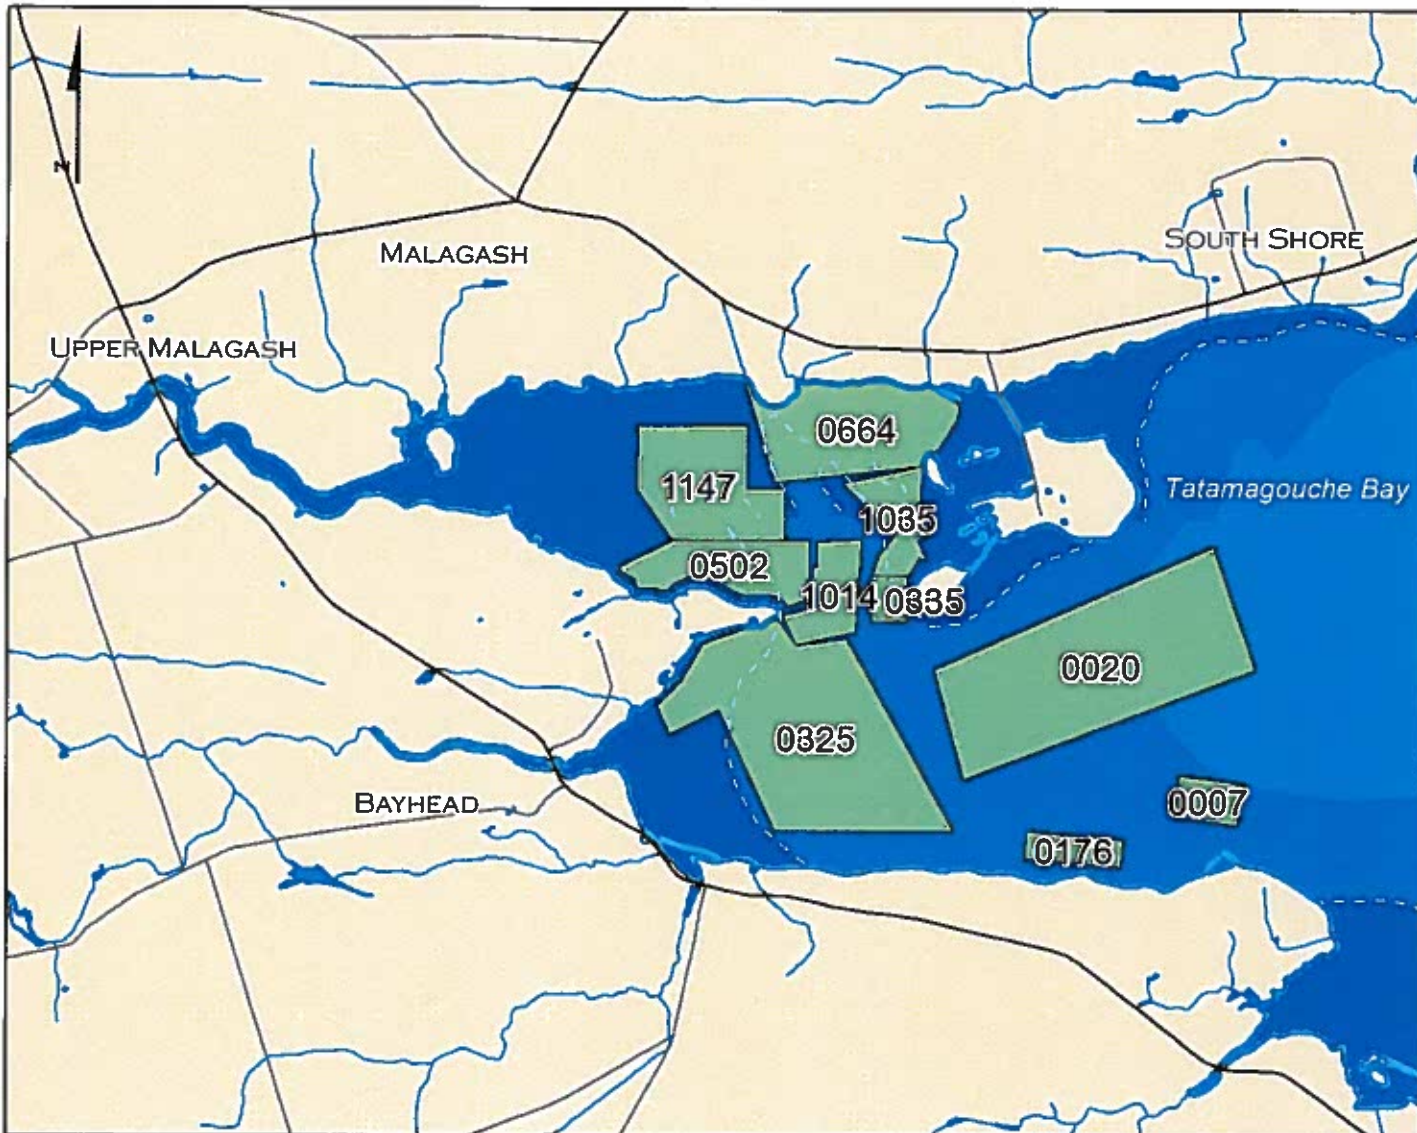 N
MALAGASH
SOUTH SHORE
UPPER MALAGASH
0664
1147
Tatamagouche Bay
1035
0502
1014
0335
0020
0325
BAYHEAD
0007
0176